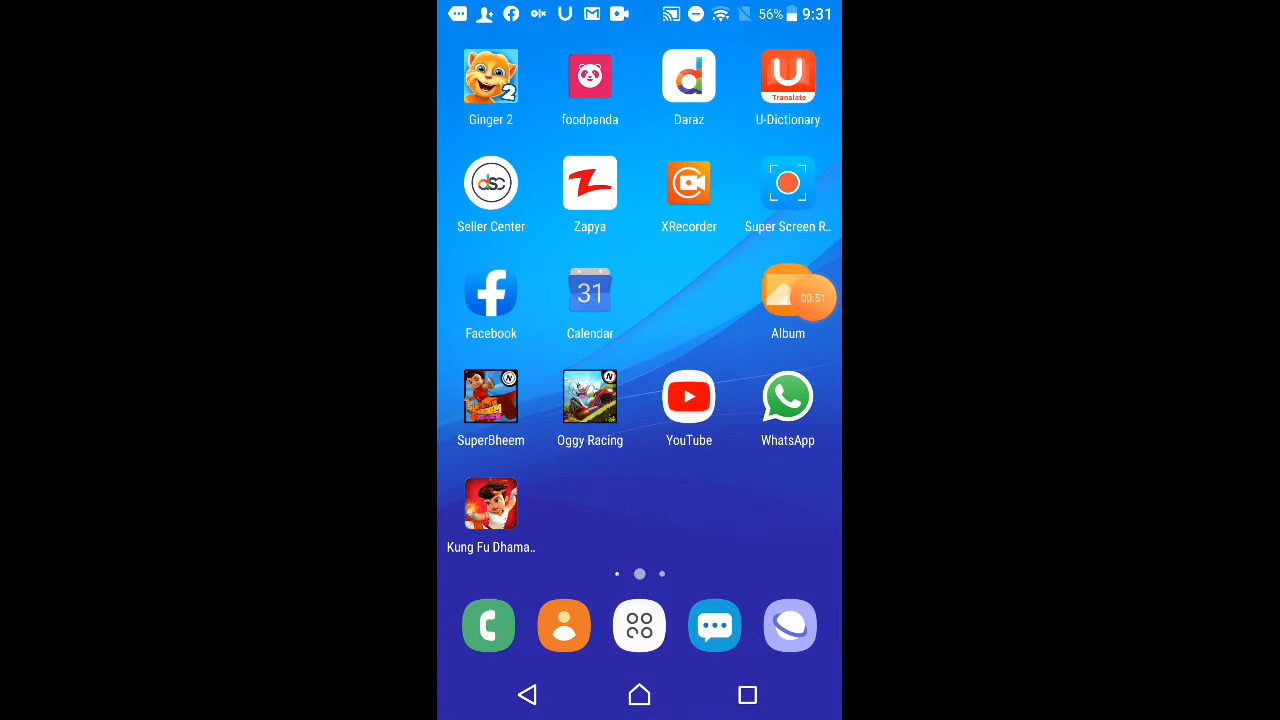 56% 9:31
2
U
Translate
Ginger 2 foodpanda Daraz U-Dictionary
dsc
Seller Center Zapya XRecorder Super Screen R..
31
00:51
Facebook Calendar Album
N N
SuperBheem Oggy Racing YouTube WhatsApp
Kung Fu Dhama..